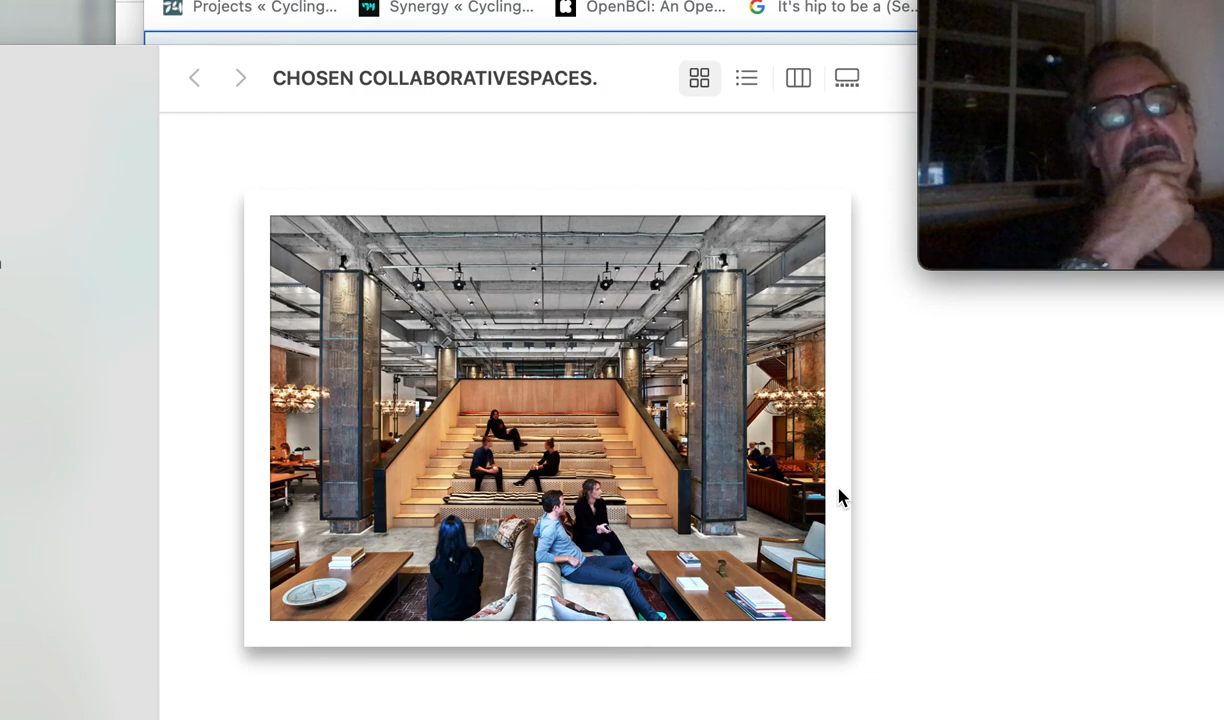 Projects « Cycling... Synergy « Cycling... OpenBCI: An Ope... It's hip to be a (Se...
CHOSEN COLLABORATIVESPACES.